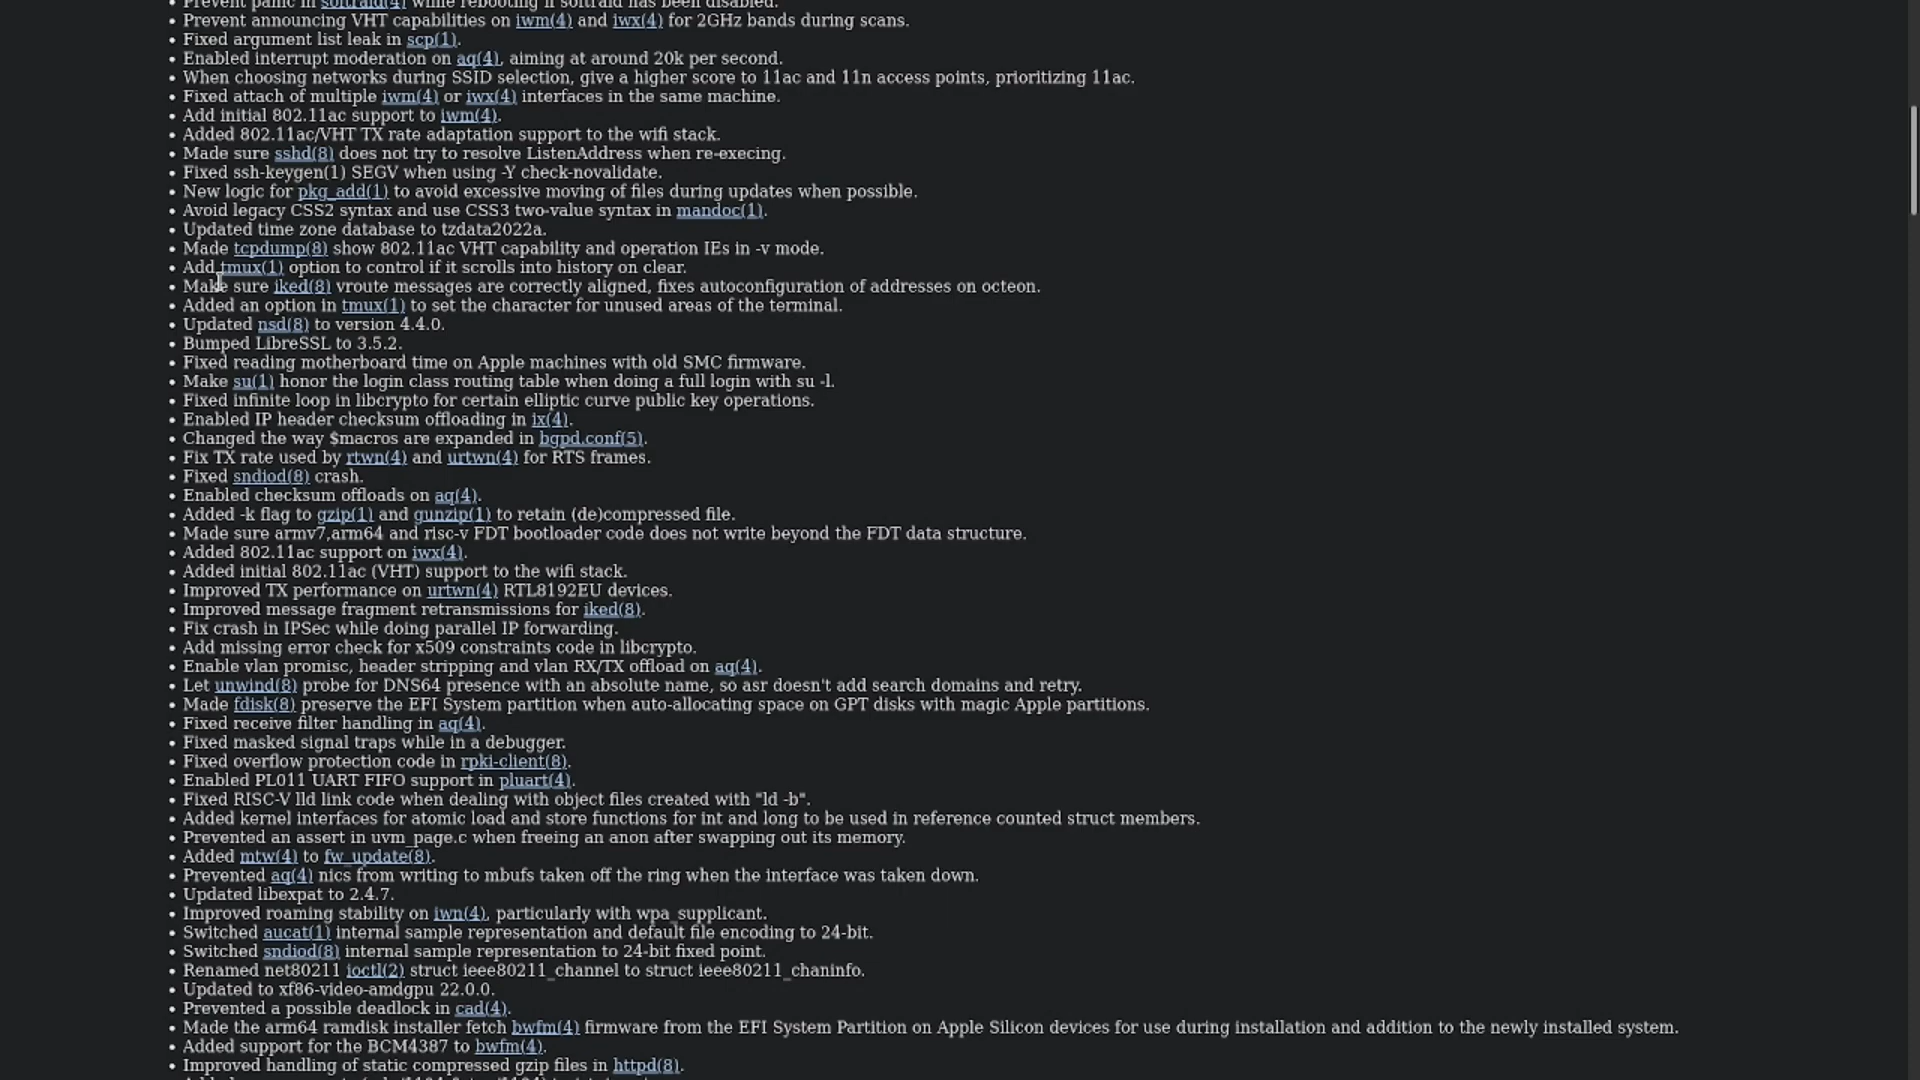 • Prevent panic in softraid(4) while rebooting if softraid has been disabled.
• Prevent announcing VHT capabilities on iwm(4) and iwx(4) for 2GHz bands during scans.
• Fixed argument list leak in scp(1).
• Enabled interrupt moderation on aq(4), aiming at around 20k per second.
• When choosing networks during SSID selection, give a higher score to 11ac and 11n access points, prioritizing 11ac.
• Fixed attach of multiple iwm(4) or iwx(4) interfaces in the same machine.
• Add initial 802.11ac support to iwm(4).
• Added 802.11ac/VHT TX rate adaptation support to the wifi stack.
• Made sure sshd(8) does not try to resolve ListenAddress when re-execing.
• Fixed ssh-keygen(1) SEGV when using -Y check-novalidate.
• New logic for pkg_add(1) to avoid excessive moving of files during updates when possible.
• Avoid legacy CSS2 syntax and use CSS3 two-value syntax in mandoc(1).
• Updated time zone database to tzdata2022a.
• Made tcpdump(8) show 802.11ac VHT capability and operation IEs in -v mode.
• Add tmux(1) option to control if it scrolls into history on clear.
• Make sure iked(8) vroute messages are correctly aligned, fixes autoconfiguration of addresses on octeon.
• Added an option in tmux(1) to set the character for unused areas of the terminal.
• Updated nsd(8) to version 4.4.0.
• Bumped LibreSSL to 3.5.2.
• Fixed reading motherboard time on Apple machines with old SMC firmware.
• Make su(1) honor the login class routing table when doing a full login with su -l.
• Fixed infinite loop in libcrypto for certain elliptic curve public key operations.
• Enabled IP header checksum offloading in ix(4).
• Changed the way $macros are expanded in bgpd.conf(5).
• Fix TX rate used by rtwn(4) and urtwn(4) for RTS frames.
• Fixed sndiod(8) crash.
• Enabled checksum offloads on aq(4).
• Added -k flag to gzip(1) and gunzip(1) to retain (de)compressed file.
• Made sure armv7,arm64 and risc-v FDT bootloader code does not write beyond the FDT data structure.
• Added 802.11ac support on iwx(4).
• Added initial 802.11ac (VHT) support to the wifi stack.
• Improved TX performance on urtwn(4) RTL8192EU devices.
• Improved message fragment retransmissions for iked(8).
• Fix crash in IPSec while doing parallel IP forwarding.
• Add missing error check for x509 constraints code in libcrypto.
• Enable vlan promisc, header stripping and vlan RX/TX offload on aq(4).
• Let unwind(8) probe for DNS64 presence with an absolute name, so asr doesn't add search domains and retry.
• Made fdisk(8) preserve the EFI System partition when auto-allocating space on GPT disks with magic Apple partitions.
• Fixed receive filter handling in aq(4).
• Fixed masked signal traps while in a debugger.
• Fixed overflow protection code in rpki-client(8).
• Enabled PL011 UART FIFO support in pluart(4).
• Fixed RISC-V lld link code when dealing with object files created with "ld -b".
• Added kernel interfaces for atomic load and store functions for int and long to be used in reference counted struct members.
• Prevented an assert in uvm_page.c when freeing an anon after swapping out its memory.
• Added mtw(4) to fw_update(8).
• Prevented aq(4) nics from writing to mbufs taken off the ring when the interface was taken down.
• Updated libexpat to 2.4.7.
• Improved roaming stability on iwn(4), particularly with wpa_supplicant.
• Switched aucat(1) internal sample representation and default file encoding to 24-bit.
• Switched sndiod(8) internal sample representation to 24-bit fixed point.
• Renamed net80211 ioctl(2) struct ieee80211_channel to struct ieee80211_chaninfo.
• Updated to xf86-video-amdgpu 22.0.0.
• Prevented a possible deadlock in cad(4).
• Made the arm64 ramdisk installer fetch bwfm(4) firmware from the EFI System Partition on Apple Silicon devices for use during installation and addition to the newly installed system.
• Added support for the BCM4387 to bwfm(4).
• Improved handling of static compressed gzip files in httpd(8).